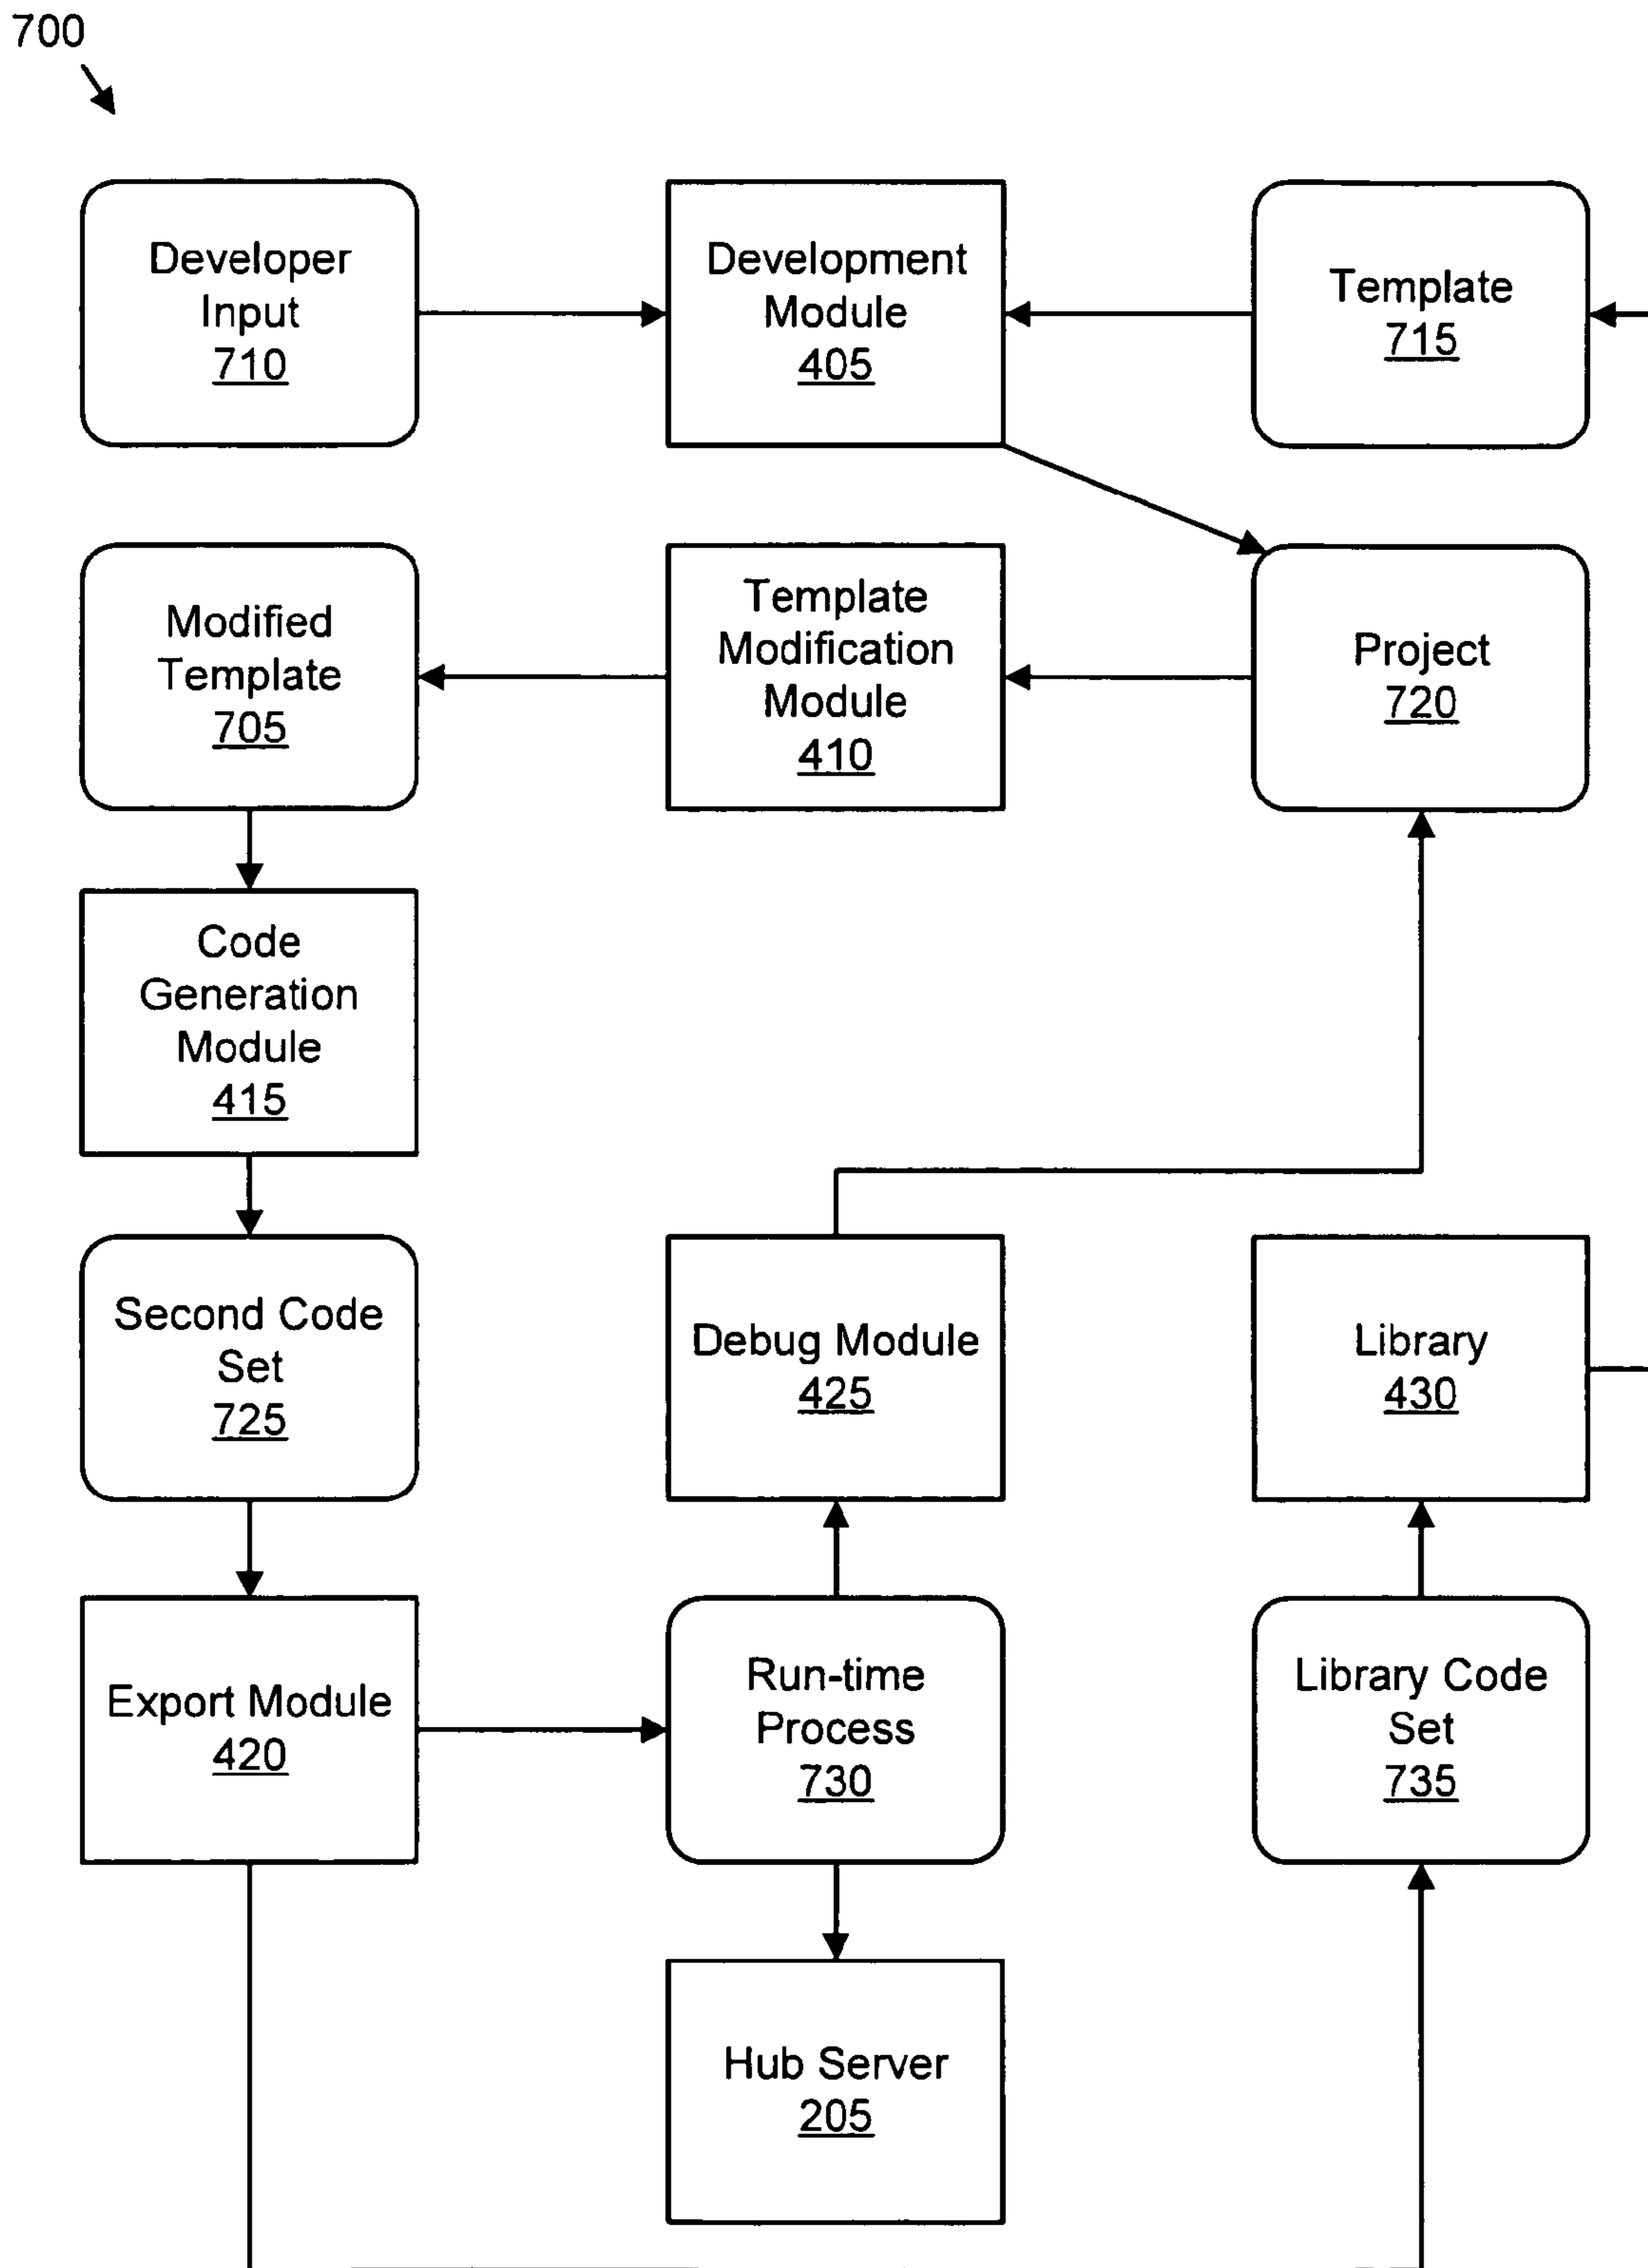 700
Developer
Input
710
Development
Module
405
Template
715
Modified
Template
705
Template
Modification
Module
410
Project
720
Code
Generation
Module
415
Second Code
Set
725
Debug Module
425
Library
430
Export Module
420
Run-time
Process
730
Library Code
Set
735
Hub Server
205